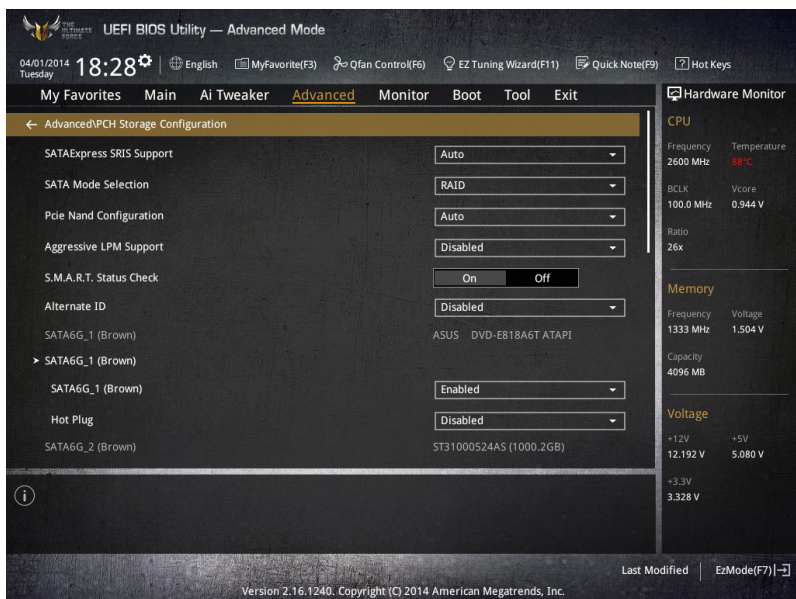 THE ULTIMATE FORCE UEFI BIOS Utility — Advanced Mode
04/01/2014 Tuesday 18:28 English MyFavorite(F3) Qfan Control(F6) EZ Tuning Wizard(F11) Quick Note(F9) ? Hot Keys
My Favorites Main Ai Tweaker Advanced Monitor Boot Tool Exit
← Advanced\PCH Storage Configuration
SATAExpress SRIS Support Auto
SATA Mode Selection RAID
Pcie Nand Configuration Auto
Aggressive LPM Support Disabled
S.M.A.R.T. Status Check On Off
Alternate ID Disabled
SATA6G_1 (Brown) ASUS DVD-E818A6T ATAPI
> SATA6G_1 (Brown)
SATA6G_1 (Brown) Enabled
Hot Plug Disabled
SATA6G_2 (Brown) ST31000524AS (1000.2GB)
Hardware Monitor
CPU
Frequency Temperature
2600 MHz 88°C
BCLK Vcore
100.0 MHz 0.944 V
Ratio
26x
Memory
Frequency Voltage
1333 MHz 1.504 V
Capacity
4096 MB
Voltage
+12V +5V
12.192 V 5.080 V
+3.3V
3.328 V
i
Last Modified EzMode(F7)
Version 2.16.1240. Copyright (C) 2014 American Megatrends, Inc.